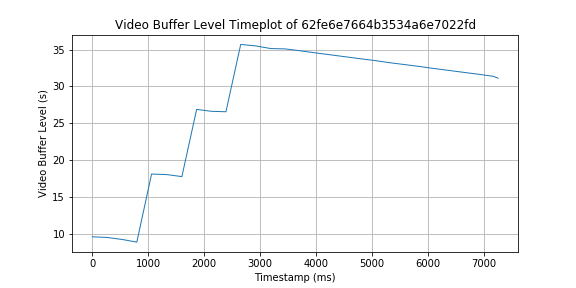 Video Buffer Level Timeplot of 62fe6e7664b3534a6e7022fd
35
30
25
20
15
10
Video Buffer Level (s)
0 1000 2000 3000 4000 5000 6000 7000
Timestamp (ms)